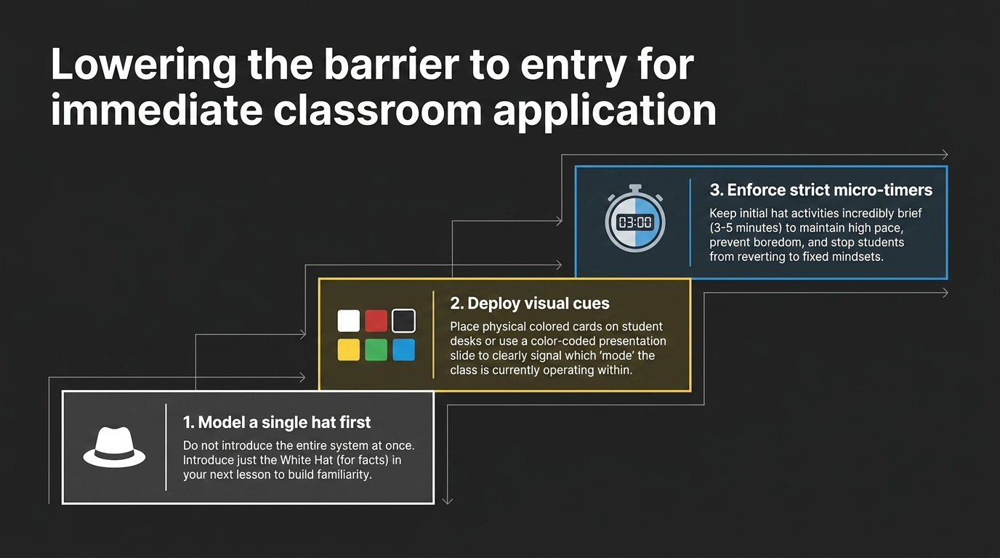 Lowering the barrier to entry for
immediate classroom application
03:00
3. Enforce strict micro-timers
Keep initial hat activities incredibly brief
(3-5 minutes) to maintain high pace,
prevent boredom, and stop students
from reverting to fixed mindsets.
2. Deploy visual cues
Place physical colored cards on student
desks or use a color-coded presentation
slide to clearly signal which ‘mode’ the
class is currently operating within.
1. Model a single hat first
Do not introduce the entire system at once.
Introduce just the White Hat (for facts) in
your next lesson to build familiarity.